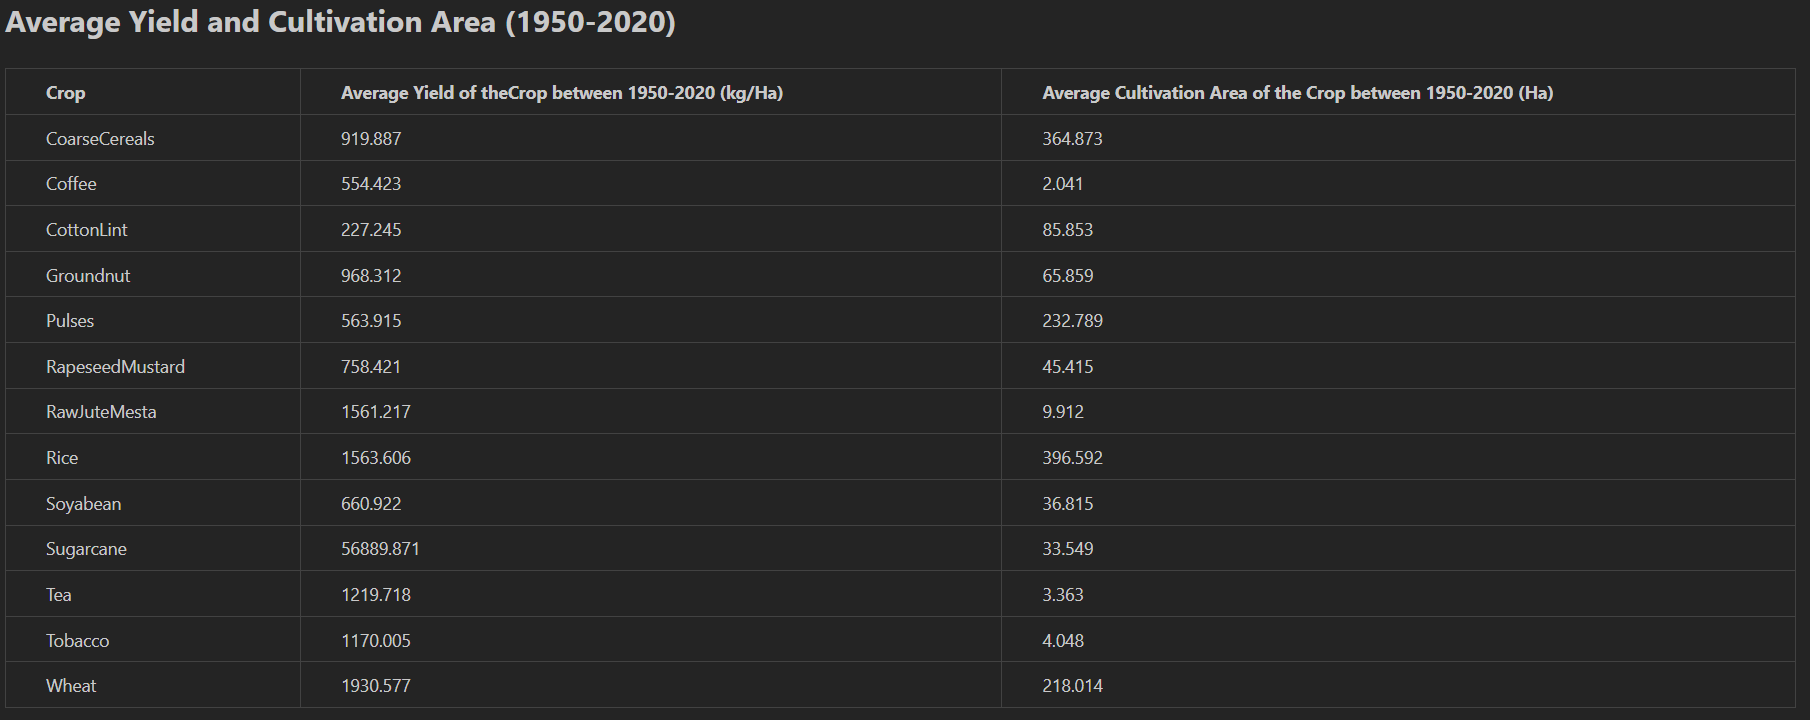 Average Yield and Cultivation Area (1950-2020)
Crop Average Yield of theCrop between 1950-2020 (kg/Ha) Average Cultivation Area of the Crop between 1950-2020 (Ha)
CoarseCereals 919.887 364.873
Coffee 554.423 2.041
CottonLint 227.245 85.853
Groundnut 968.312 65.859
Pulses 563.915 232.789
RapeseedMustard 758.421 45.415
RawJuteMesta 1561.217 9.912
Rice 1563.606 396.592
Soyabean 660.922 36.815
Sugarcane 56889.871 33.549
Tea 1219.718 3.363
Tobacco 1170.005 4.048
Wheat 1930.577 218.014